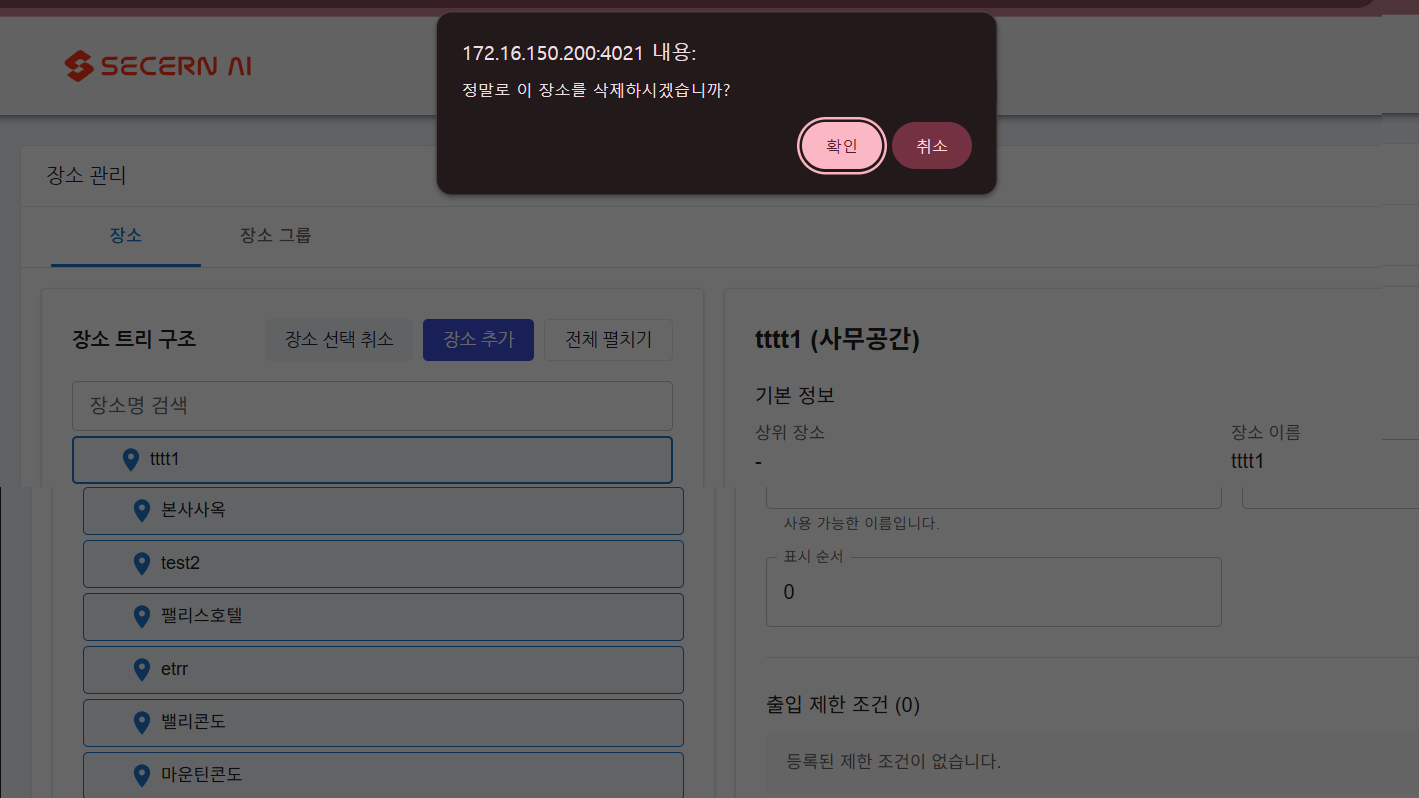 172.16.150.200:4021 내용:
정말로 이 장소를 삭제하시겠습니까?
확인
취소
SECERN AI
장소 관리
장소
장소 그룹
장소 트리 구조
장소 선택 취소
장소 추가
전체 펼치기
장소명 검색
tttt1
본사사옥
test2
팰리스호텔
etrr
밸리콘도
마운틴콘도
tttt1 (사무공간)
기본 정보
상위 장소
-
장소 이름
tttt1
사용 가능한 이름입니다.
표시 순서
0
출입 제한 조건 (0)
등록된 제한 조건이 없습니다.